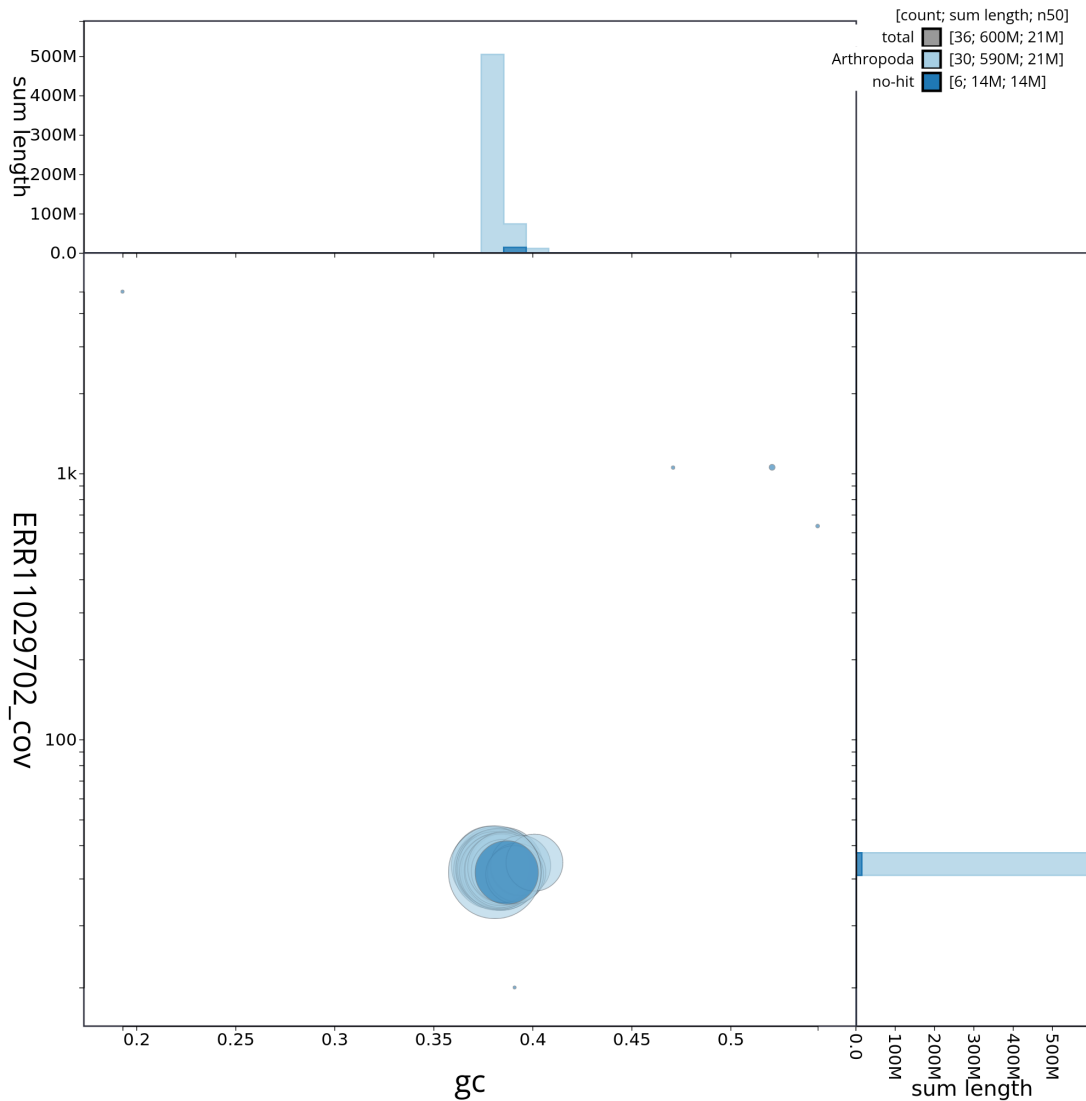 [count; sum length; n50]
total [36; 600M; 21M]
Arthropoda [30; 590M; 21M]
no-hit [6; 14M; 14M]
sum length
500M
400M
300M
200M
100M
0.0
ERR11029702_cov
1k
100
0.2 0.25 0.3 0.35 0.4 0.45 0.5
gc
0.0 100M 200M 300M 400M 500M
sum length